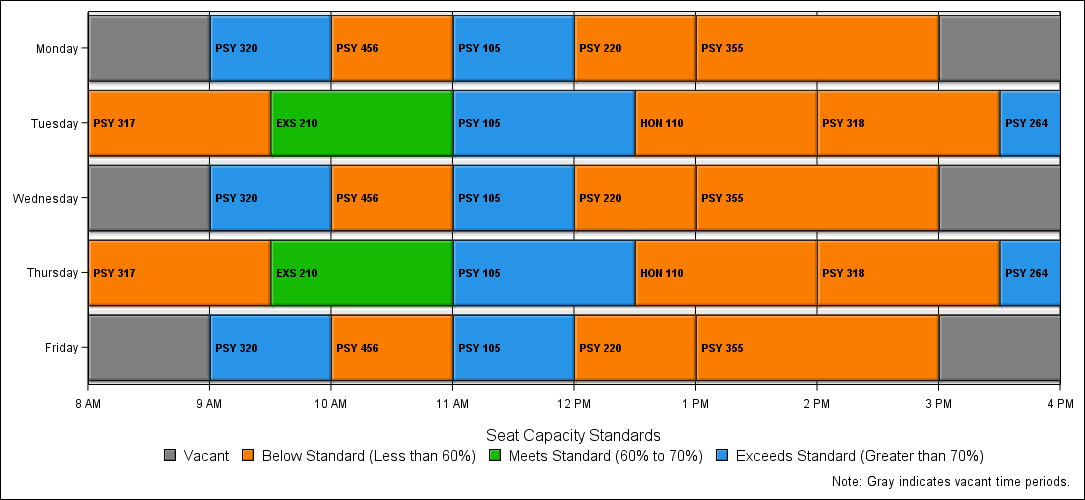 Monday PSY 320 PSY 456 PSY 105 PSY 220 PSY 355
Tuesday PSY 317 EXS 210 PSY 105 HON 110 PSY 318 PSY 264
Wednesday PSY 320 PSY 456 PSY 105 PSY 220 PSY 355
Thursday PSY 317 EXS 210 PSY 105 HON 110 PSY 318 PSY 264
Friday PSY 320 PSY 456 PSY 105 PSY 220 PSY 355
8 AM 9 AM 10 AM 11 AM 12 PM 1 PM 2 PM 3 PM 4 PM
Seat Capacity Standards
Vacant Below Standard (Less than 60%) Meets Standard (60% to 70%) Exceeds Standard (Greater than 70%)
Note: Gray indicates vacant time periods.